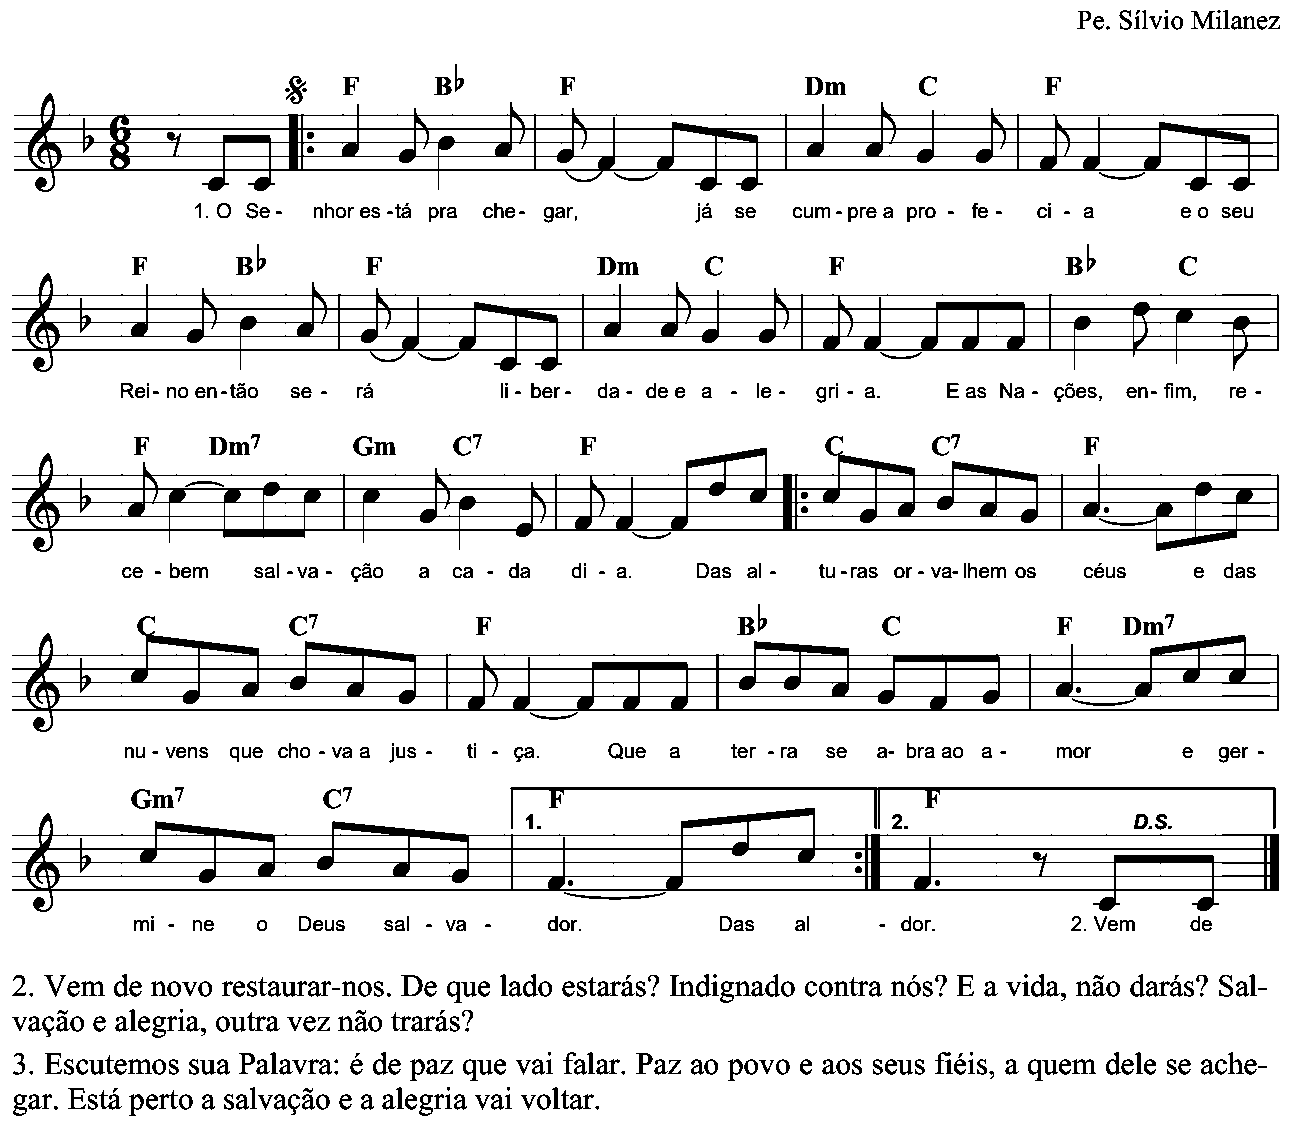 Pe. Sílvio Milanez
F B♭ F Dm C F
6
8
1. O Se - nhor es - tá pra che - gar, já se cum - pre a pro - fe - ci - a e o seu
F B♭ F Dm C F B♭ C
Rei - no en - tão se - rá li - ber - da - de e a - le - gri - a. E as Na - ções, en - fim, re -
F Dm7 Gm C7 F C C7 F
ce - bem sal - va - ção a ca - da di - a. Das al - tu - ras or - va - lhem os céus e das
C C7 F B♭ C F Dm7
nu - vens que cho - va a jus - ti - ça. Que a ter - ra se a - bra ao a - mor e ger -
Gm7 C7 F F
1. 2. D.S.
mi - ne o Deus sal - va - dor. Das al - dor. 2. Vem de
2. Vem de novo restaurar-nos. De que lado estarás? Indignado contra nós? E a vida, não darás? Sal-
vação e alegria, outra vez não trarás?
3. Escutemos sua Palavra: é de paz que vai falar. Paz ao povo e aos seus fiéis, a quem dele se ache-
gar. Está perto a salvação e a alegria vai voltar.